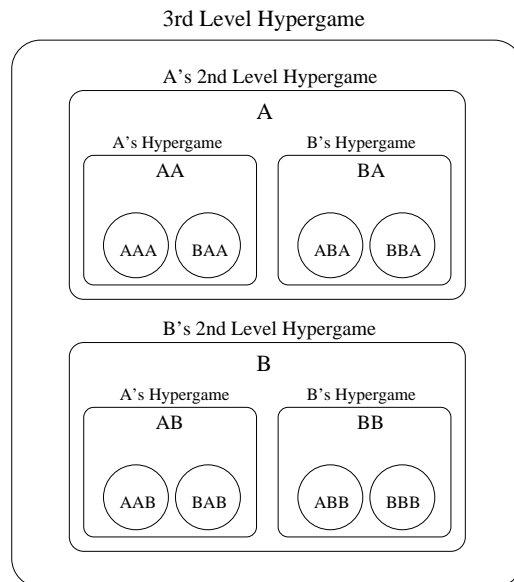 3rd Level Hypergame
A's 2nd Level Hypergame
A
A's Hypergame B's Hypergame
AA BA
AAA BAA ABA BBA
B's 2nd Level Hypergame
B
A's Hypergame B's Hypergame
AB BB
AAB BAB ABB BBB